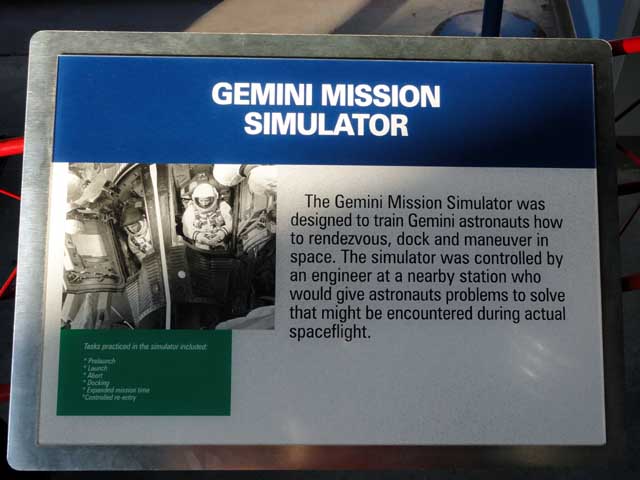 GEMINI MISSION
SIMULATOR
The Gemini Mission Simulator was
designed to train Gemini astronauts how
to rendezvous, dock and maneuver in
space. The simulator was controlled by
an engineer at a nearby station who
would give astronauts problems to solve
that might be encountered during actual
spaceflight.
Tasks practiced in the simulator included:
* Prelaunch
* Launch
* Abort
* Docking
* Expanded mission time
*Controlled re-entry